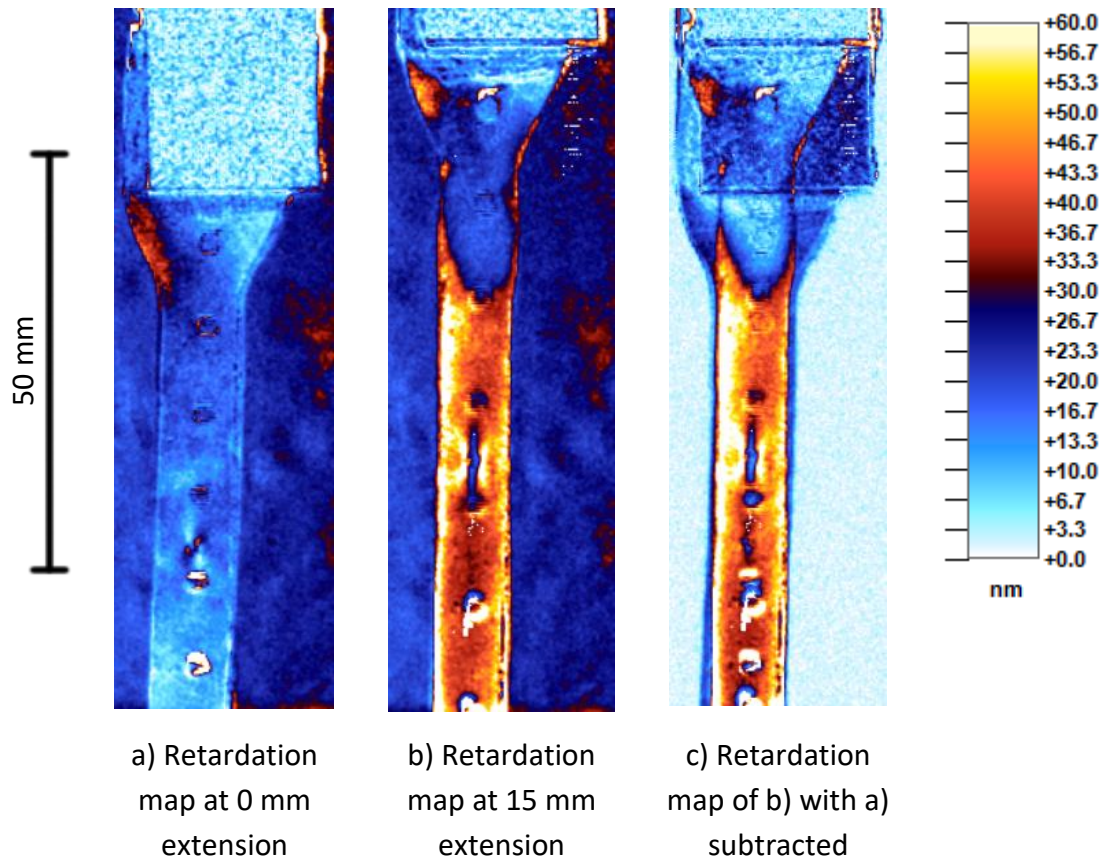 50 mm
+60.0
+56.7
+53.3
+50.0
+46.7
+43.3
+40.0
+36.7
+33.3
+30.0
+26.7
+23.3
+20.0
+16.7
+13.3
+10.0
+6.7
+3.3
+0.0
nm
a) Retardation
map at 0 mm
extension
b) Retardation
map at 15 mm
extension
c) Retardation
map of b) with a)
subtracted